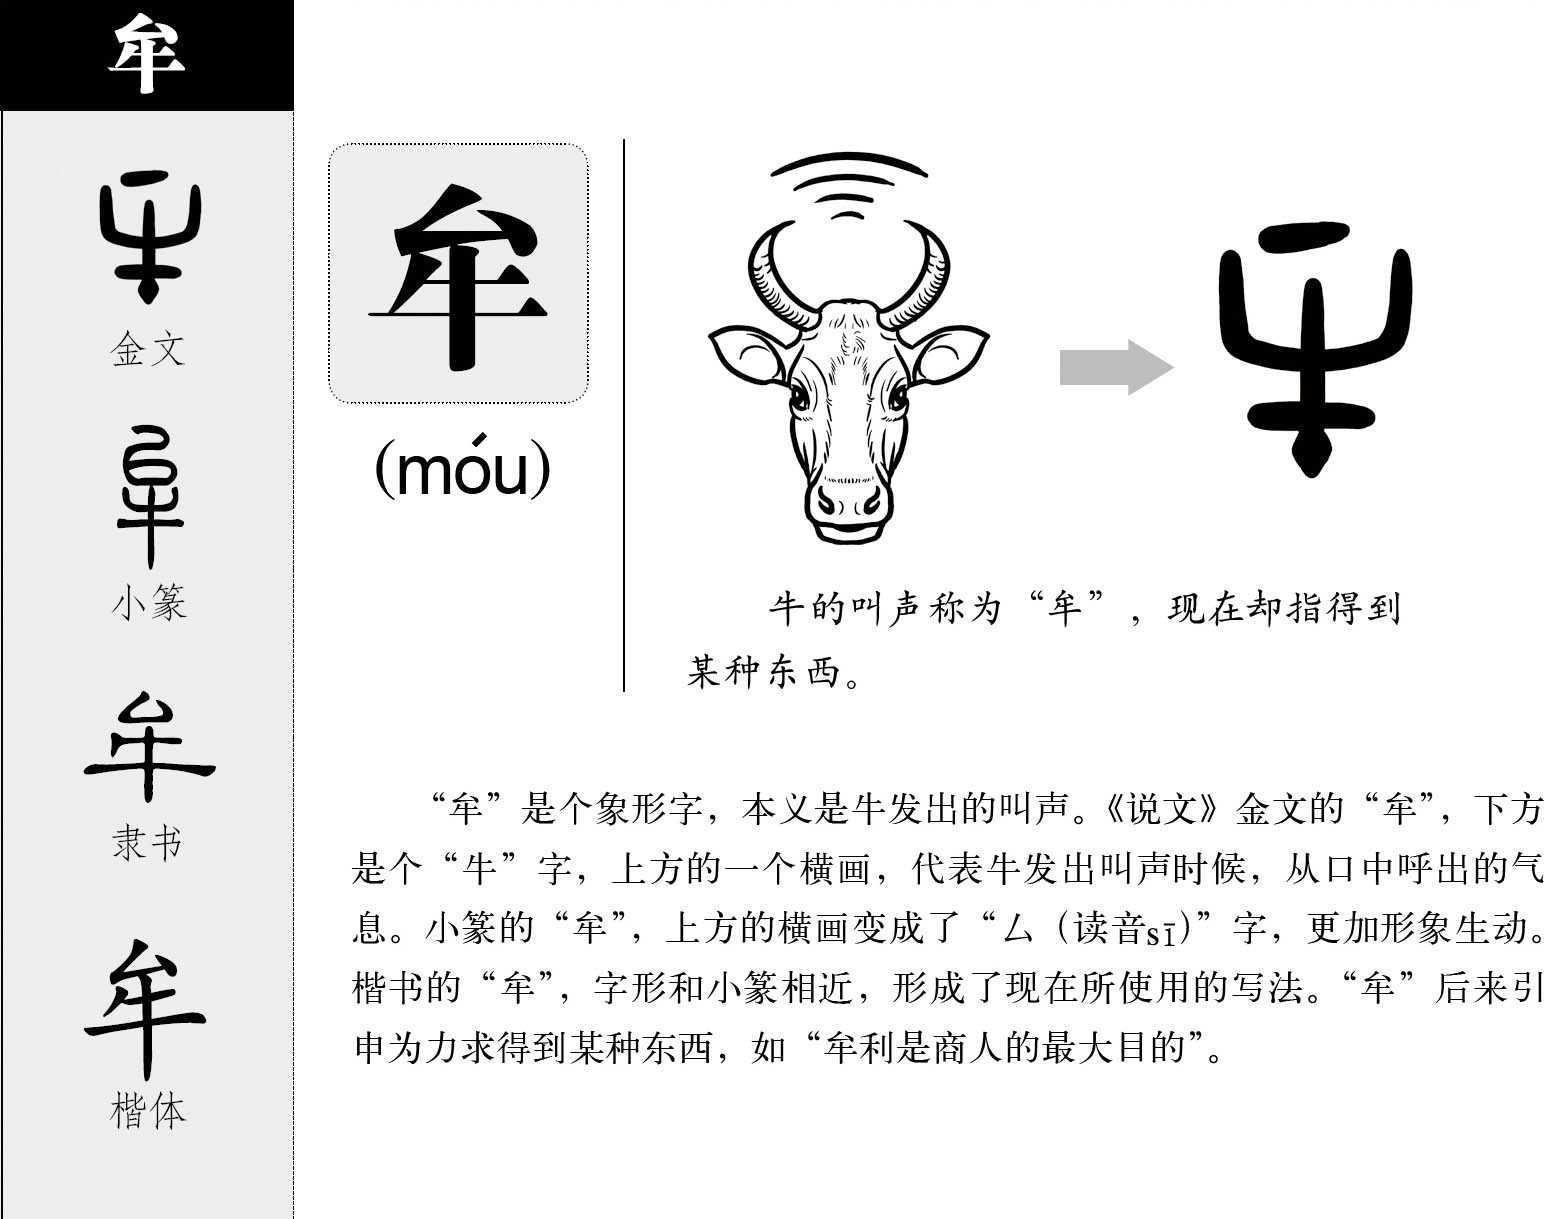 牟
金文
小篆
隶书
楷体
牟
(móu)
牛的叫声称为“牟”，现在却指得到
某种东西。
“牟”是个象形字，本义是牛发出的叫声。《说文》金文的“牟”，下方
是个“牛”字，上方的一个横画，代表牛发出叫声时候，从口中呼出的气
息。小篆的“牟”，上方的横画变成了“厶（读音sī）”字，更加形象生动。
楷书的“牟”，字形和小篆相近，形成了现在所使用的写法。“牟”后来引
申为力求得到某种东西，如“牟利是商人的最大目的”。